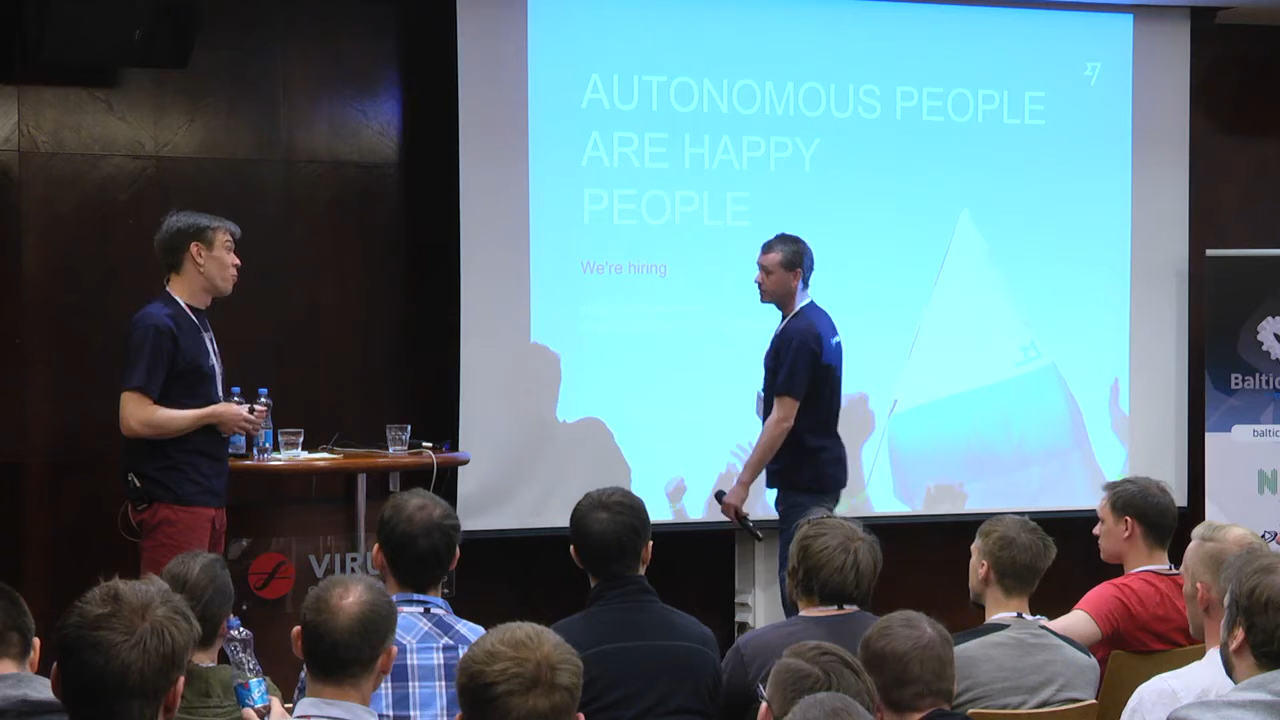 AUTONOMOUS PEOPLE
ARE HAPPY
PEOPLE
We're hiring
Baltic
baltic
VIRU
N